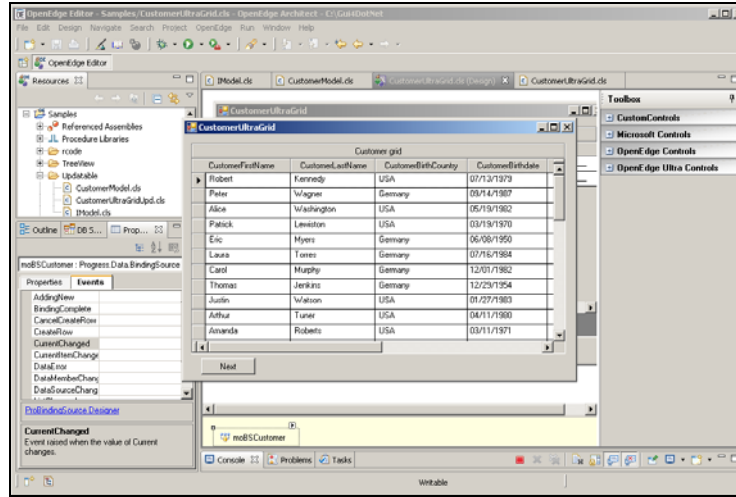 OpenEdge Editor - Samples/CustomerUltraGrid.cls - OpenEdge Architect - C:\Gui4DotNet
File Edit Design Navigate Search Project OpenEdge Run Window Help
OpenEdge Editor
Resources
Samples
Referenced Assemblies
Procedure Libraries
rcode
TreeView
Updatable
CustomerModel.cls
CustomerUltraGridUpd.cls
IModel.cls
Outline DB S... Prop...
moBSCustomer : Progress.Data.BindingSource
Properties Events
AddingNew
BindingComplete
CancelCreateRow
CreateRow
CurrentChanged
CurrentItemChange
DataError
DataMemberChang
DataSourceChang
ProBindingSource Designer
CurrentChanged
Event raised when the value of Current
changes.
IModel.cls CustomerModel.cls CustomerUltraGrid.cls (Design) CustomerUltraGrid.cls
CustomerUltraGrid
CustomerUltraGrid
Customer grid
CustomerFirstName CustomerLastName CustomerBirthCountry CustomerBirthdate
Robert Kennedy USA 07/13/1979
Peter Wagner Germany 09/14/1987
Alice Washington USA 05/19/1982
Patrick Lewiston USA 03/19/1970
Eric Myers Germany 06/08/1950
Laura Torres Germany 07/16/1984
Carol Murphy Germany 12/01/1982
Thomas Jenkins Germany 12/29/1954
Justin Watson USA 01/27/1983
Arthur Tuner USA 04/11/1980
Amanda Roberts USA 03/11/1971
Next
moBSCustomer
Toolbox
CustomControls
Microsoft Controls
OpenEdge Controls
OpenEdge Ultra Controls
Console Problems Tasks
Writable